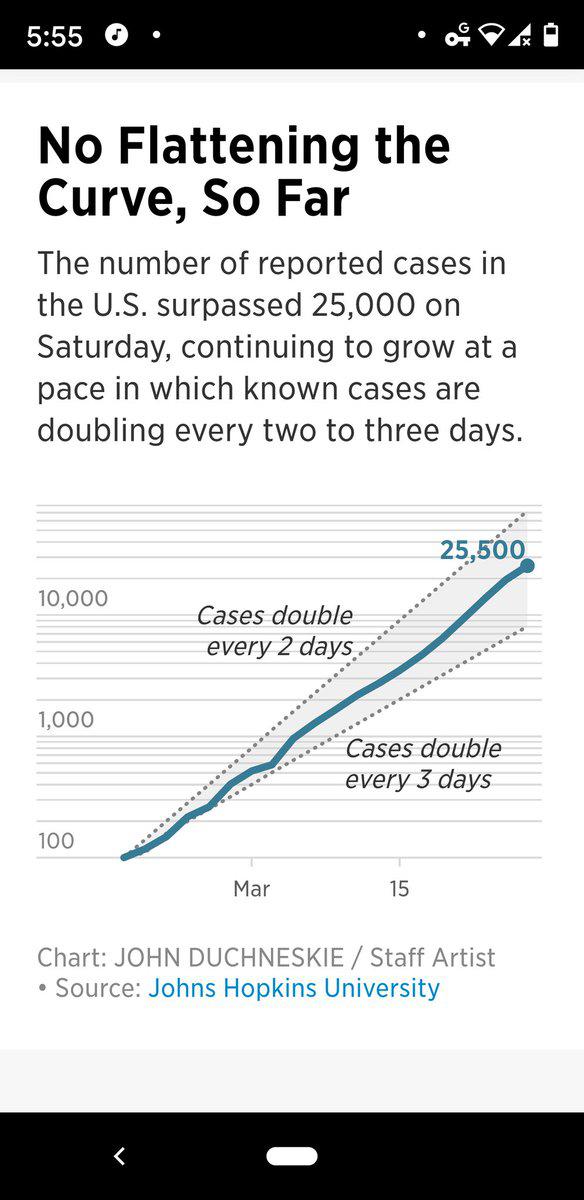 5:55
G
No Flattening the
Curve, So Far
The number of reported cases in
the U.S. surpassed 25,000 on
Saturday, continuing to grow at a
pace in which known cases are
doubling every two to three days.
25,500
10,000
Cases double
every 2 days
1,000
Cases double
every 3 days
100
Mar 15
Chart: JOHN DUCHNESKIE / Staff Artist
• Source: Johns Hopkins University